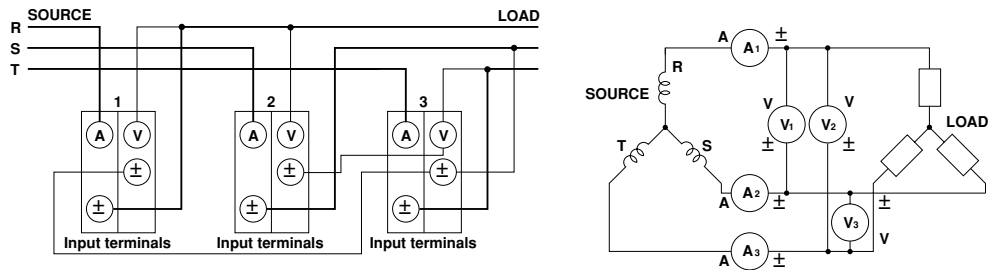 SOURCE
LOAD
R
S
T
1
2
3
A V
A V
A V
± ± ±
± ± ±
Input terminals
Input terminals
Input terminals
A A1 ±
R
SOURCE
V V
V1 V2
± ±
LOAD
T S
A A2 ± ±
V3
V
A A3 ±